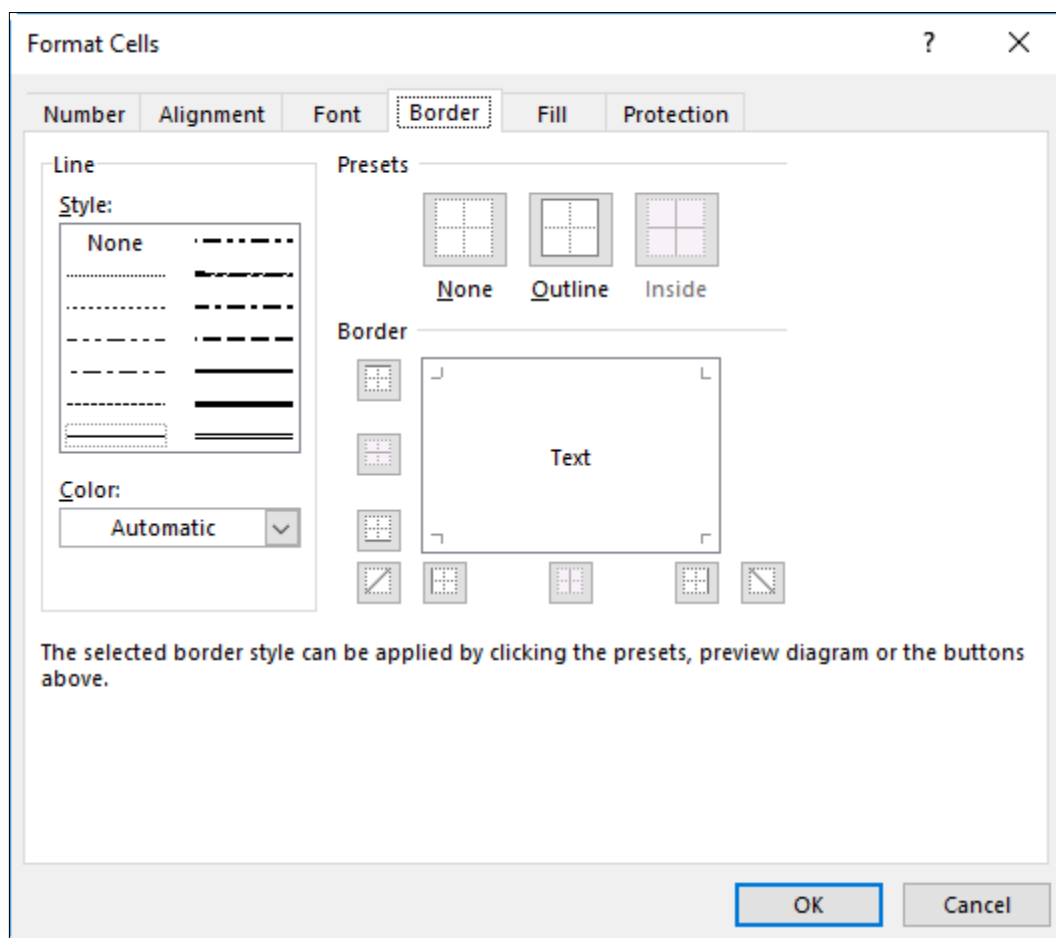 Format Cells
?
Number Alignment Font Border Fill Protection
Line
Style:
None
Color:
Automatic
Presets
None Outline Inside
Border
Text
The selected border style can be applied by clicking the presets, preview diagram or the buttons
above.
OK Cancel